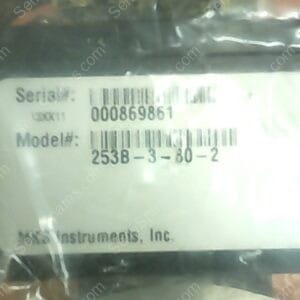 Serial#:
000869861
Model#:
253B-3-80-2
MKS Instruments, Inc.